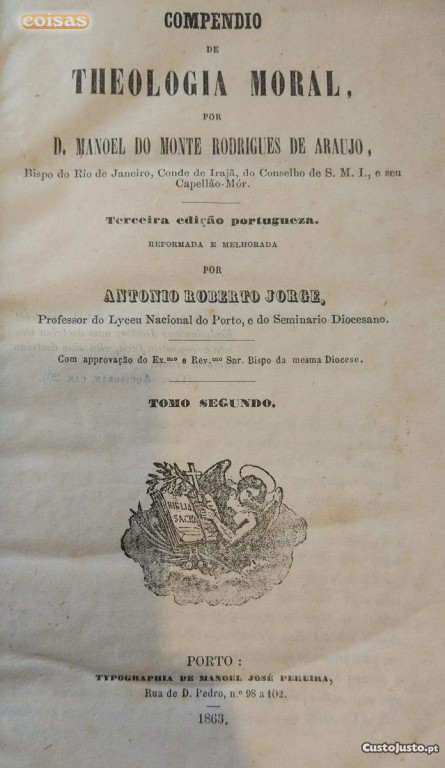 coisas
COMPENDIO
DE
THEOLOGIA MORAL,
POR
D. MANOEL DO MONTE RODRIGUES DE ARAUJO,
Bispo do Rio de Janeiro, Conde de Irajá, do Conselho de S. M. I., e seu
Capellão-Mór.
Terceira edição portugueza.
REFORMADA E MELHORADA
POR
ANTONIO ROBERTO JORGE,
Professor do Lyceu Nacional do Porto, e do Seminario Diocesano.
Com approvação do Ex.mo e Rev.mo Snr. Bispo da mesma Diocese.
TOMO SEGUNDO.
BIBLIA
SACRA
PORTO:
TYPOGRAPHIA DE MANOEL JOSÉ PEREIRA,
Rua de D. Pedro, n.º 98 a 102.
1863.
CustoJusto.pt